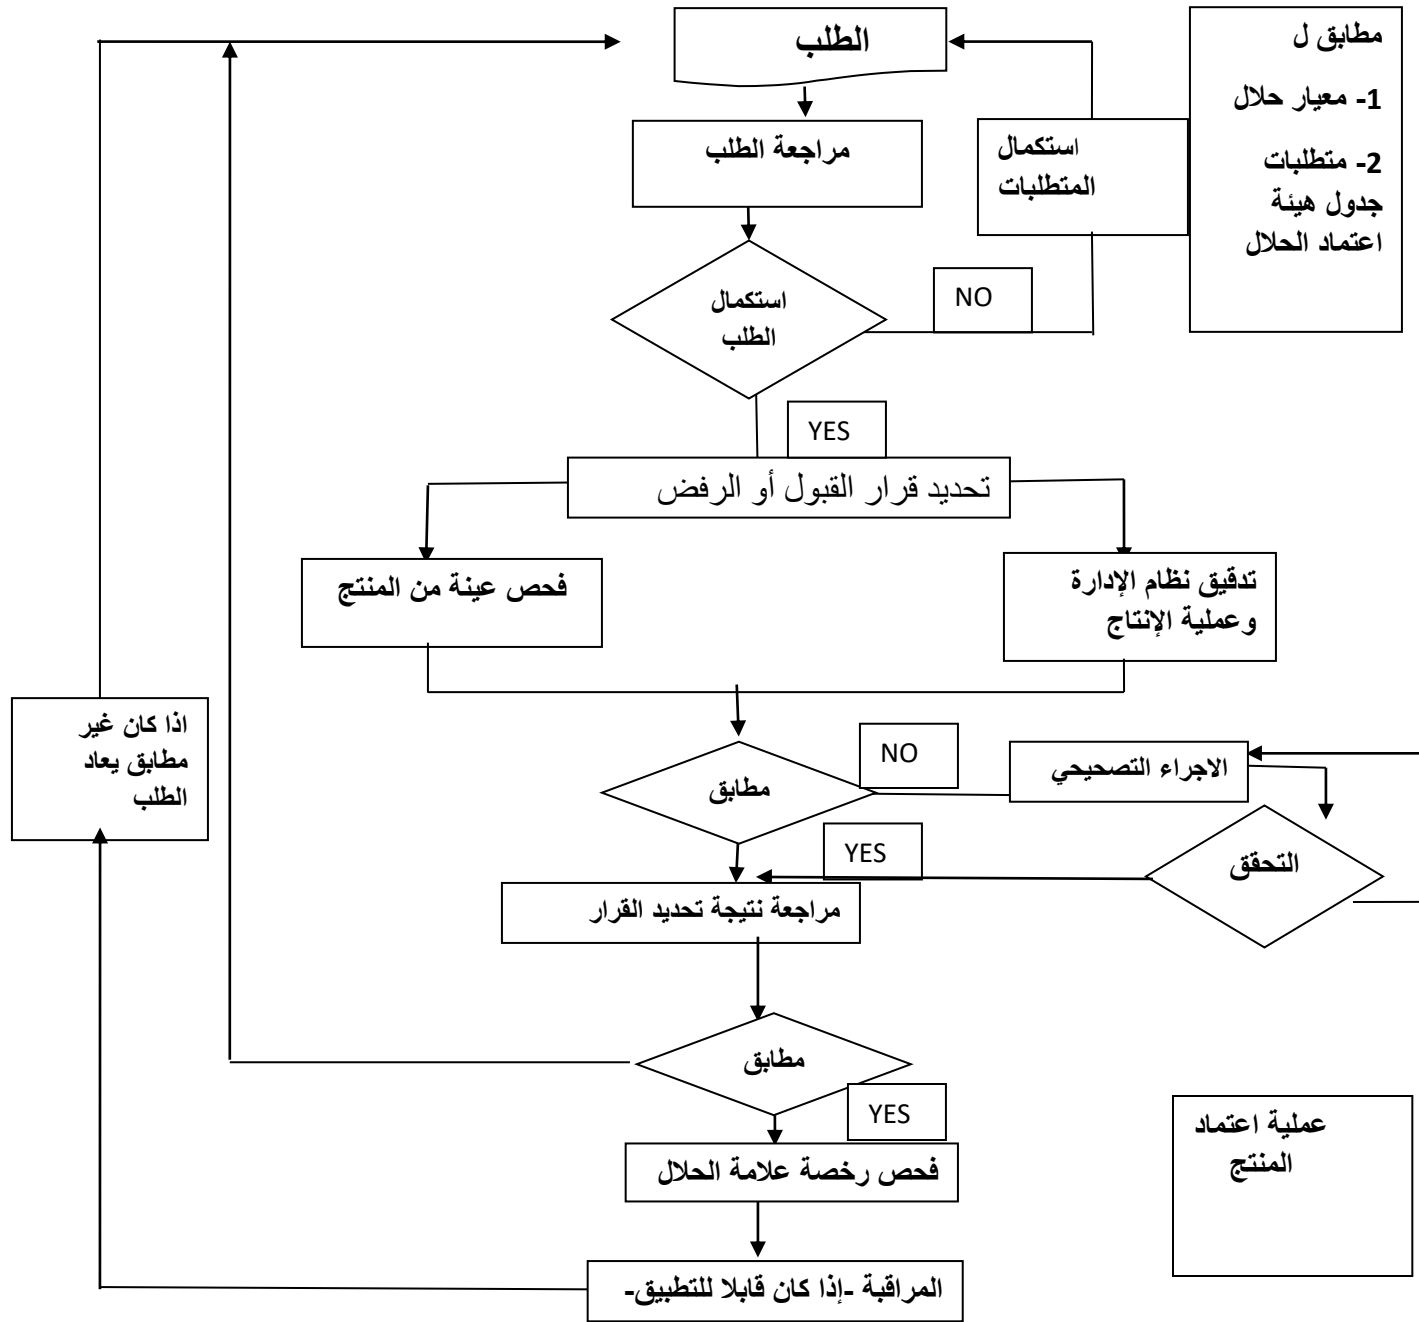 الطلب
مطابق ل
1- معيار حلال
2- متطلبات
جدول هيئة
اعتماد الحلال
مراجعة الطلب
استكمال
المتطلبات
استكمال
الطلب
NO
YES
تحديد قرار القبول أو الرفض
تدقيق نظام الإدارة
وعملية الإنتاج
فحص عينة من المنتج
اذا كان غير
مطابق يعاد
الطلب
مطابق
NO
الاجراء التصحيحي
YES
التحقق
مراجعة نتيجة تحديد القرار
مطابق
YES
عملية اعتماد
المنتج
فحص رخصة علامة الحلال
المراقبة -إذا كان قابلا للتطبيق-